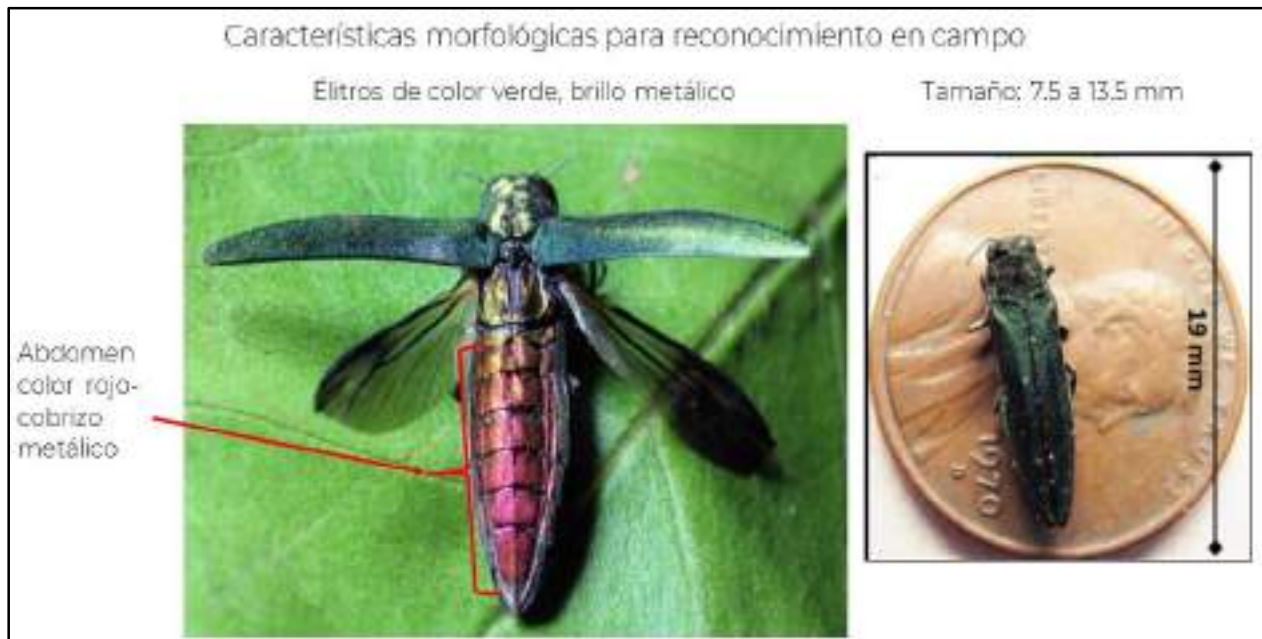 Características morfológicas para reconocimiento en campo
Élitros de color verde, brillo metálico
Tamaño: 7.5 a 13.5 mm
Abdomen
color rojo-
cobrizo
metálico
19 mm
1970
D